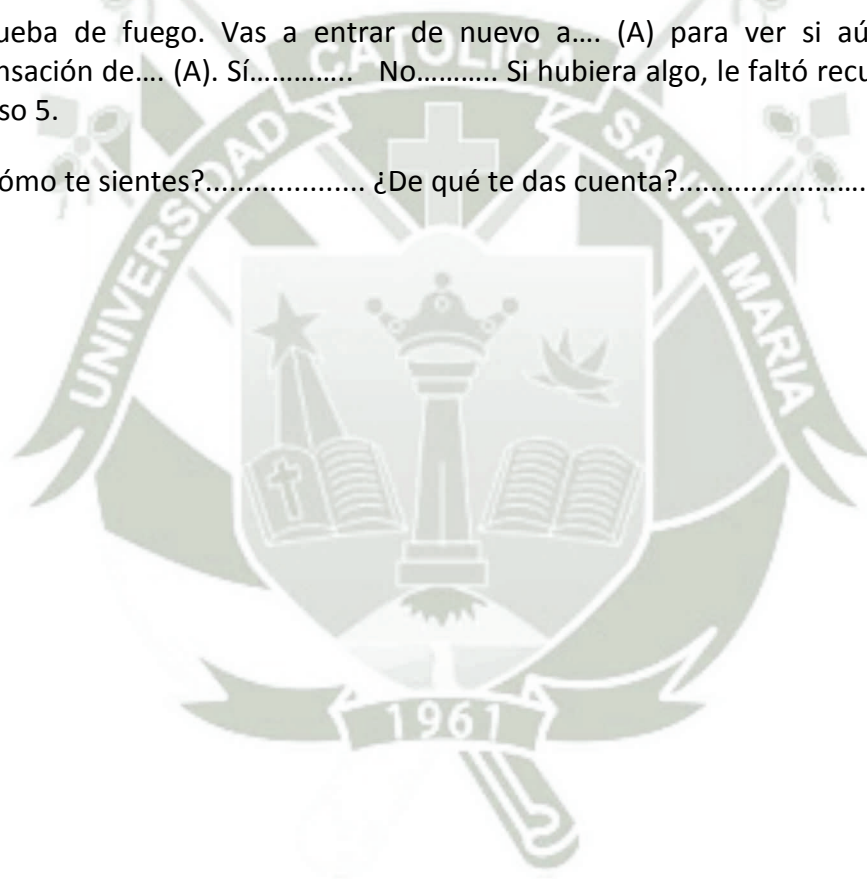 ueba de fuego. Vas a entrar de nuevo a…. (A) para ver si aú
nsación de…. (A). Sí………….. No……….. Si hubiera algo, le faltó recu
so 5.
ómo te sientes?................... ¿De qué te das cuenta?.........................
UNIVERSIDAD CATOLICA SANTA MARIA
1961